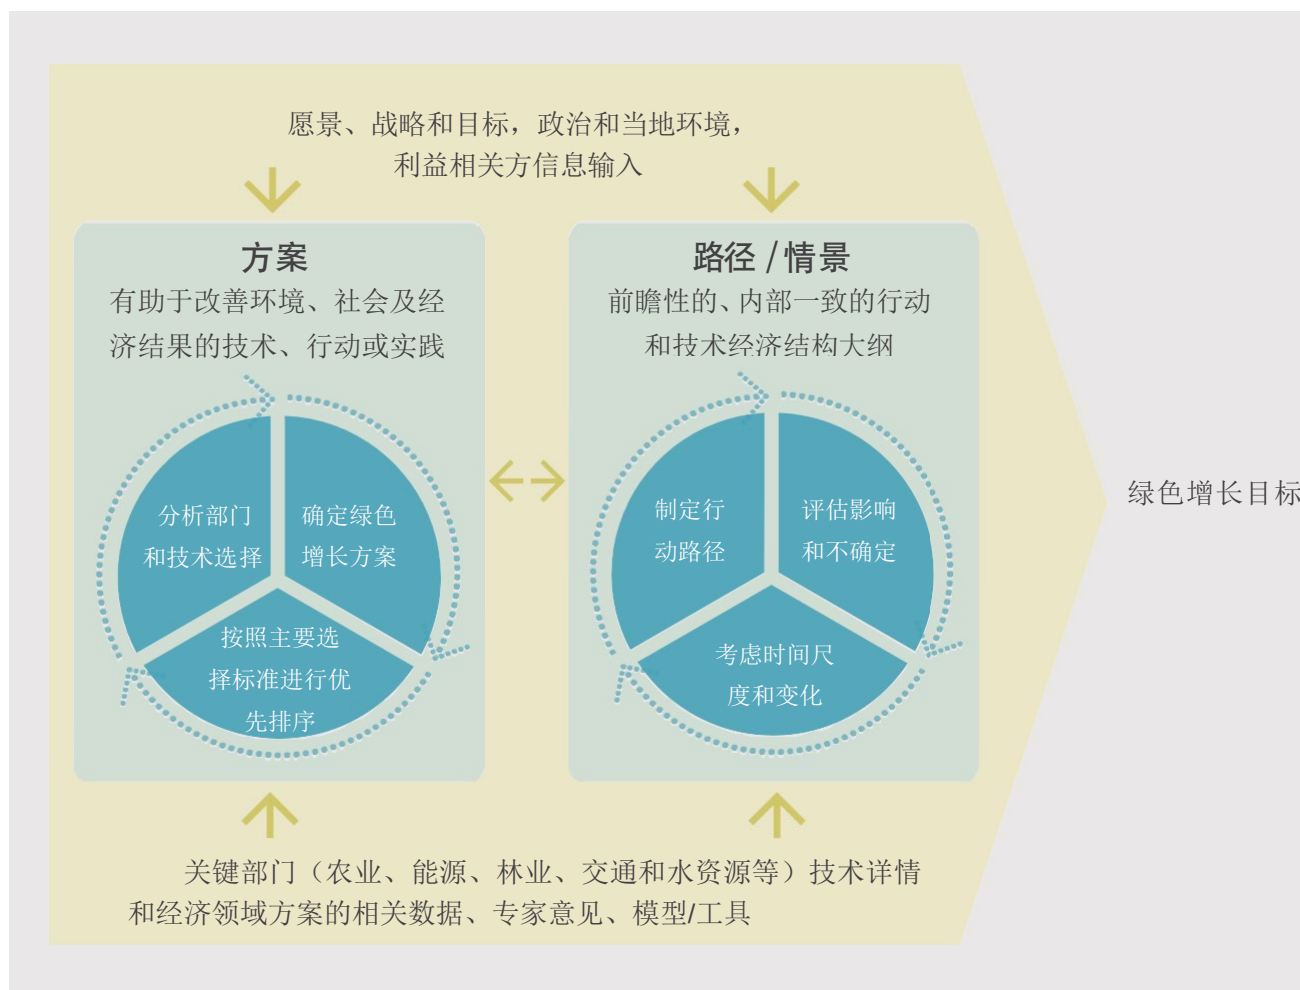 愿景、战略和目标，政治和当地环境，
利益相关方信息输入
方案
有助于改善环境、社会及经
济结果的技术、行动或实践
分析部门
和技术选择
确定绿色
增长方案
按照主要选
择标准进行优
先排序
路径 / 情景
前瞻性的、内部一致的行动
和技术经济结构大纲
制定行
动路径
评估影响
和不确定
考虑时间尺
度和变化
绿色增长目标
关键部门（农业、能源、林业、交通和水资源等）技术详情
和经济领域方案的相关数据、专家意见、模型/工具